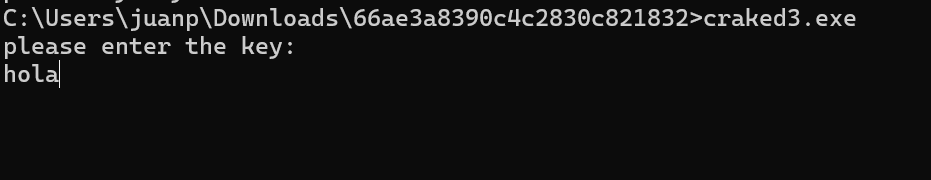 C:\Users\juanp\Downloads\66ae3a8390c4c2830c821832>craked3.exe
please enter the key:
hola